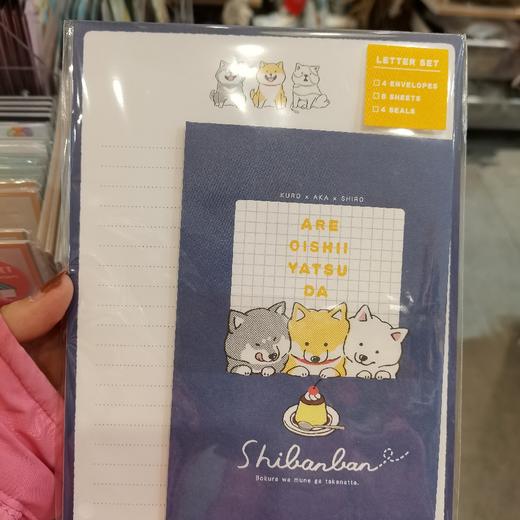 LETTER SET
4 ENVELOPES
8 SHEETS
4 SEALS
KURO × AKA × SHIRO
ARE
OISHII
YATSU
DA
Shibanban
Bokura wa mune ga takanatta.